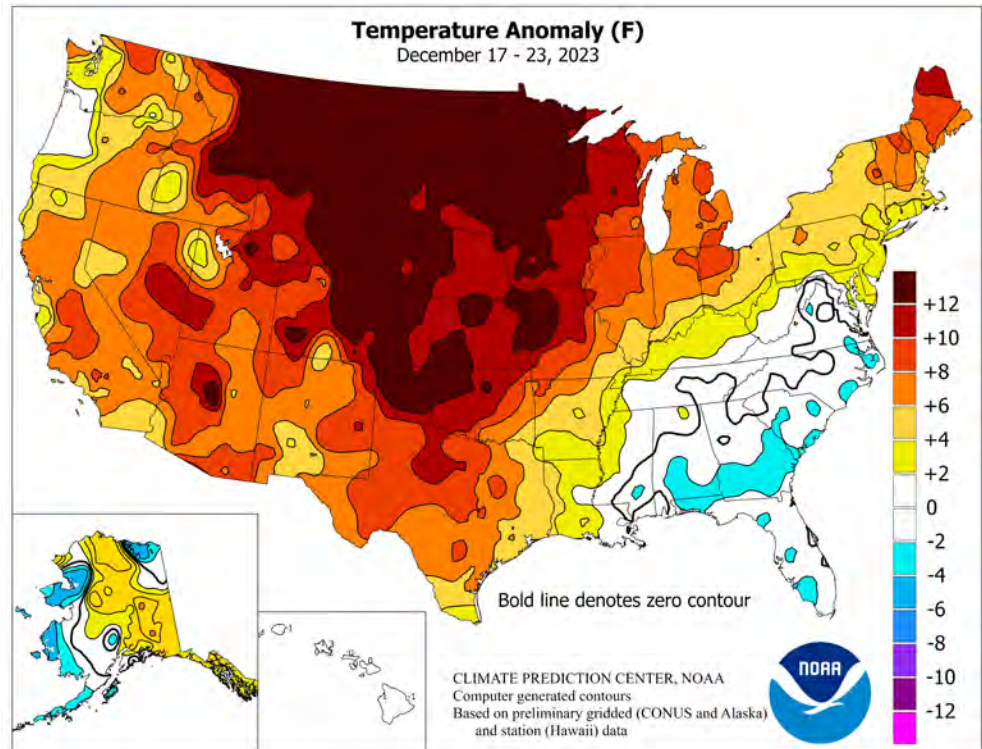 Temperature Anomaly (F)
December 17 - 23, 2023
+12
+10
+8
+6
+4
+2
0
-2
-4
-6
-8
-10
-12
Bold line denotes zero contour
CLIMATE PREDICTION CENTER, NOAA
Computer generated contours
Based on preliminary gridded (CONUS and Alaska)
and station (Hawaii) data
NOAA